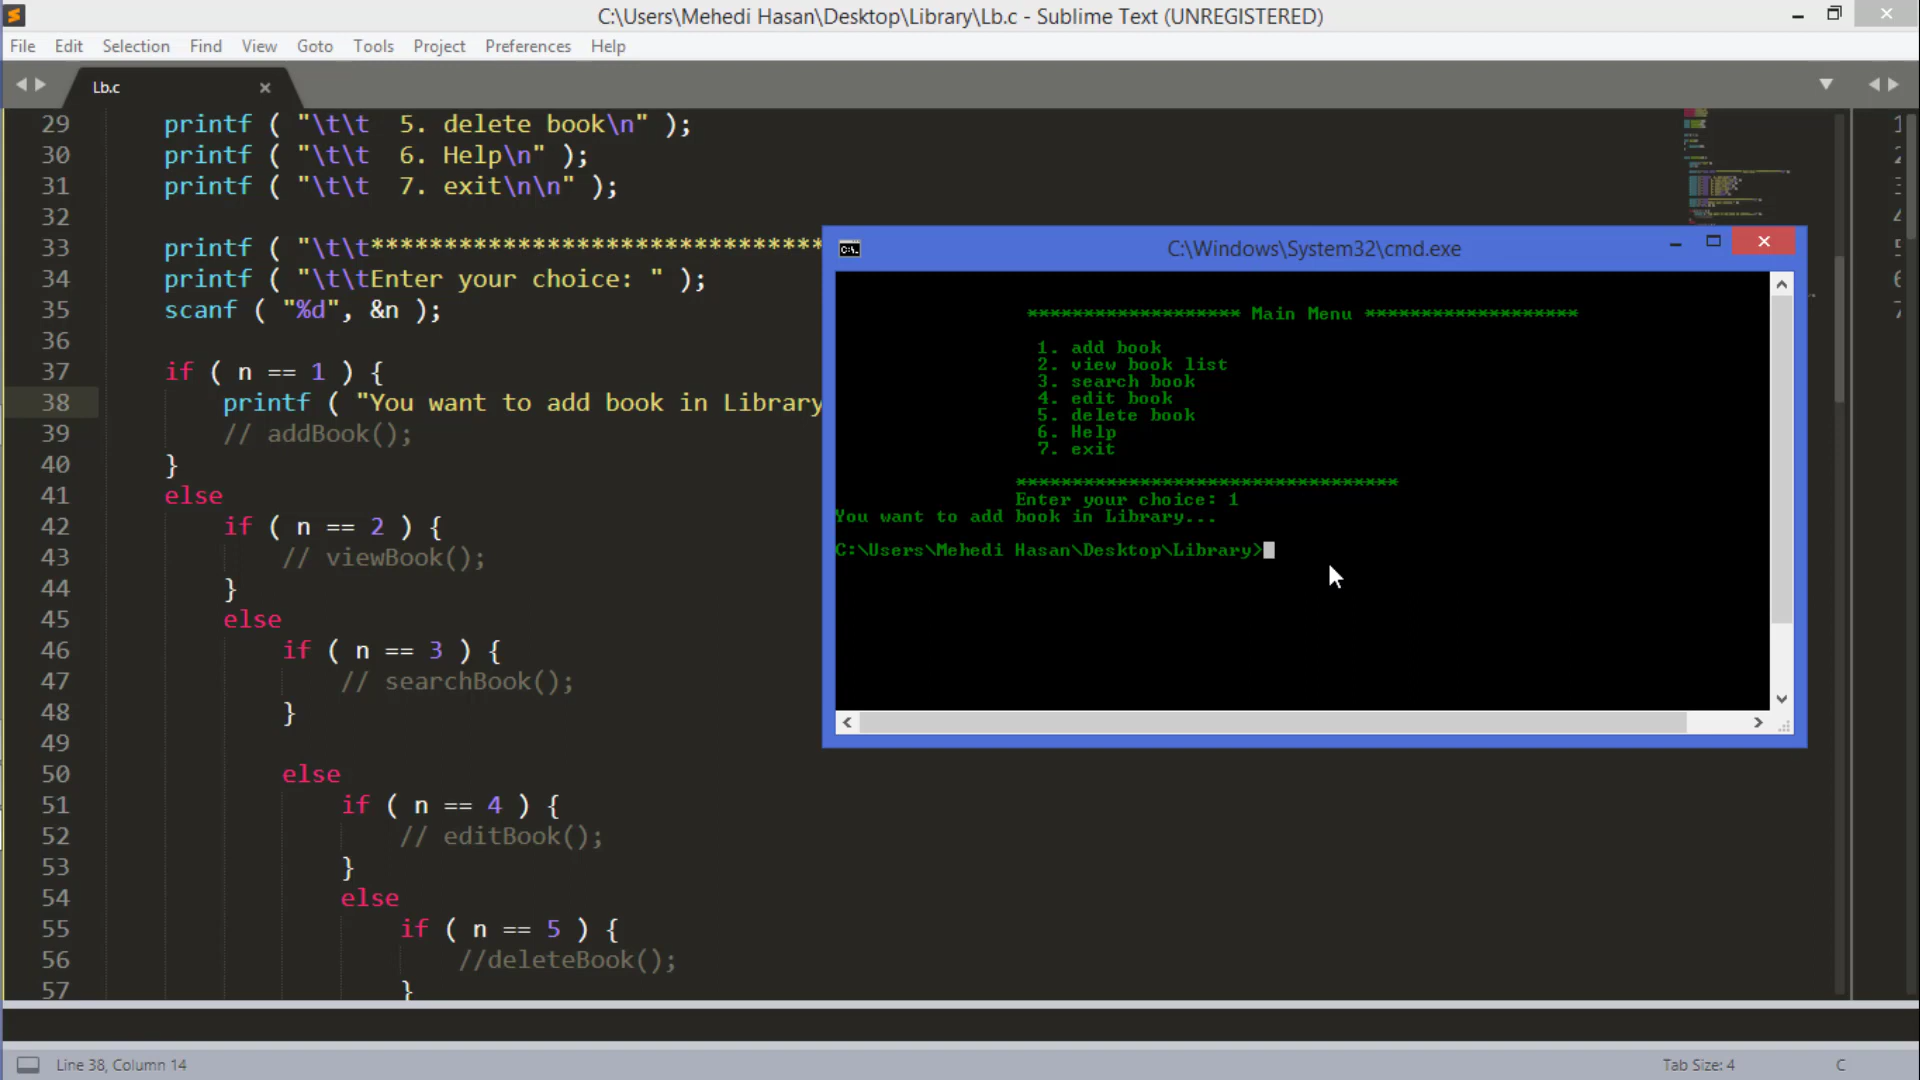 C:\Users\Mehedi Hasan\Desktop\Library\Lb.c - Sublime Text (UNREGISTERED)
File Edit Selection Find View Goto Tools Project Preferences Help
Lb.c
29 printf ( "\t\t  5. delete book\n" );
30 printf ( "\t\t  6. Help\n" );
31 printf ( "\t\t  7. exit\n\n" );
32
33 printf ( "\t\t*******************************
34 printf ( "\t\tEnter your choice: " );
35 scanf ( "%d", &n );
36
37 if ( n == 1 ) {
38 printf ( "You want to add book in Library
39 // addBook();
40 }
41 else
42 if ( n == 2 ) {
43 // viewBook();
44 }
45 else
46 if ( n == 3 ) {
47 // searchBook();
48 }
49
50 else
51 if ( n == 4 ) {
52 // editBook();
53 }
54 else
55 if ( n == 5 ) {
56 //deleteBook();
57 }
C:\Windows\System32\cmd.exe
******************* Main Menu *******************
1. add book
2. view book list
3. search book
4. edit book
5. delete book
6. Help
7. exit
**********************************
Enter your choice: 1
You want to add book in Library...
C:\Users\Mehedi Hasan\Desktop\Library>
Line 38, Column 14
Tab Size: 4
C